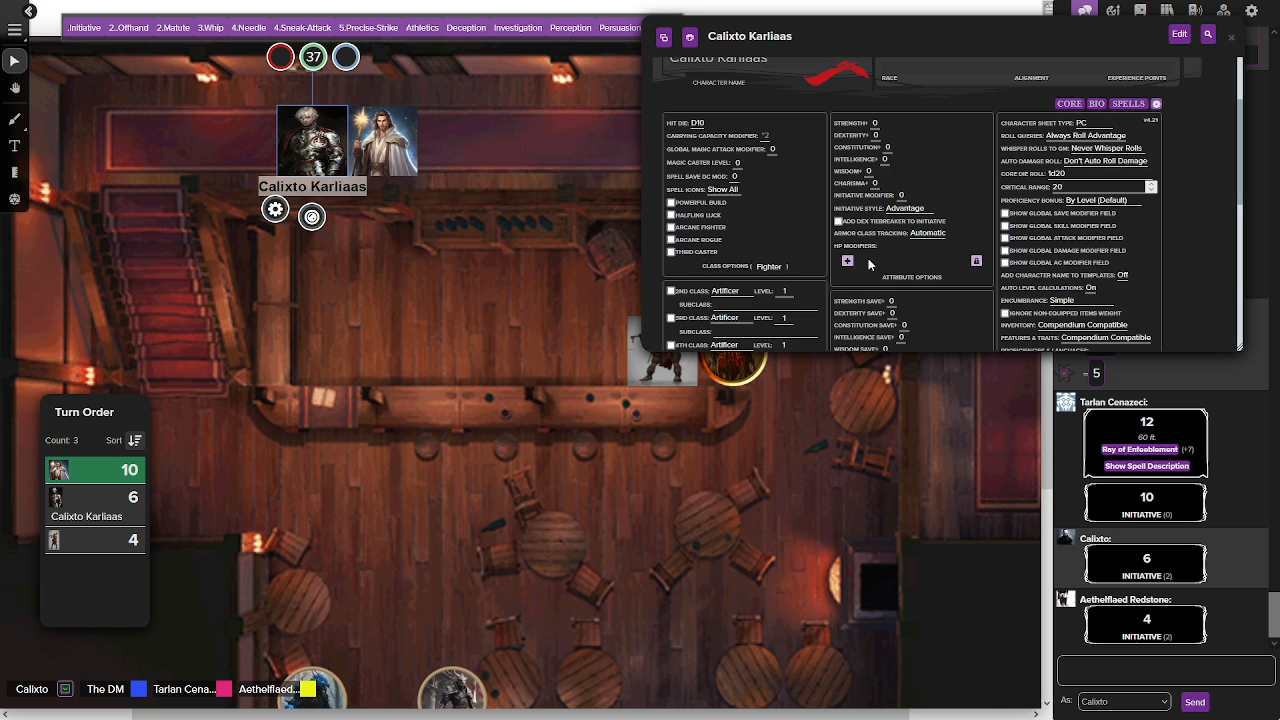 .Initiative 2..Offhand 2.Matute 3.Whip 4.Needle 4.Sneak-Attack 5.Precise-Strike Athletics Deception Investigation Perception Persuasion
37
Calixto Karliaas
Turn Order
Count: 3 Sort
10
6
Calixto Karliaas
4
Calixto The DM Tarlan Cena... Aethelflaed...
Calixto Karliaas
Edit
Calixto Karliaas
CHARACTER NAME
RACE ALIGNMENT EXPERIENCE POINTS
CORE BIO SPELLS
HIT DIE: D10
CARRYING CAPACITY MODIFIER: *2
GLOBAL MAGIC ATTACK MODIFIER: 0
MAGIC CASTER LEVEL: 0
SPELL SAVE DC MOD: 0
SPELL ICONS: Show All
POWERFUL BUILD
HALFLING LUCK
ARCANE FIGHTER
ARCANE ROGUE
THIRD CASTER
CLASS OPTIONS ( Fighter )
2ND CLASS: Artificer LEVEL: 1
SUBCLASS:
3RD CLASS: Artificer LEVEL: 1
SUBCLASS:
4TH CLASS: Artificer LEVEL: 1
STRENGTH+ 0
DEXTERITY+ 0
CONSTITUTION+ 0
INTELLIGENCE+ 0
WISDOM+ 0
CHARISMA+ 0
INITIATIVE MODIFIER: 0
INITIATIVE STYLE: Advantage
ADD DEX TIEBREAKER TO INITIATIVE
ARMOR CLASS TRACKING: Automatic
HP MODIFIERS:
ATTRIBUTE OPTIONS
STRENGTH SAVE+ 0
DEXTERITY SAVE+ 0
CONSTITUTION SAVE+ 0
INTELLIGENCE SAVE+ 0
WISDOM SAVE+ 0
CHARACTER SHEET TYPE: PC V4.21
ROLL QUERIES: Always Roll Advantage
WHISPER ROLLS TO GM: Never Whisper Rolls
AUTO DAMAGE ROLL: Don't Auto Roll Damage
CORE DIE ROLL: 1d20
CRITICAL RANGE: 20
PROFICIENCY BONUS: By Level (Default)
SHOW GLOBAL SAVE MODIFIER FIELD
SHOW GLOBAL SKILL MODIFIER FIELD
SHOW GLOBAL ATTACK MODIFIER FIELD
SHOW GLOBAL DAMAGE MODIFIER FIELD
SHOW GLOBAL AC MODIFIER FIELD
ADD CHARACTER NAME TO TEMPLATES: Off
AUTO LEVEL CALCULATIONS: On
ENCUMBRANCE: Simple
IGNORE NON-EQUIPPED ITEMS WEIGHT
INVENTORY: Compendium Compatible
FEATURES & TRAITS: Compendium Compatible
PROFICIENCIES & LANGUAGES:
= 5
Tarlan Cenazeci:
12
60 ft.
Ray of Enfeeblement (+7)
Show Spell Description
10
INITIATIVE (0)
Calixto:
6
INITIATIVE (2)
Aethelflaed Redstone:
4
INITIATIVE (2)
As: Calixto Send